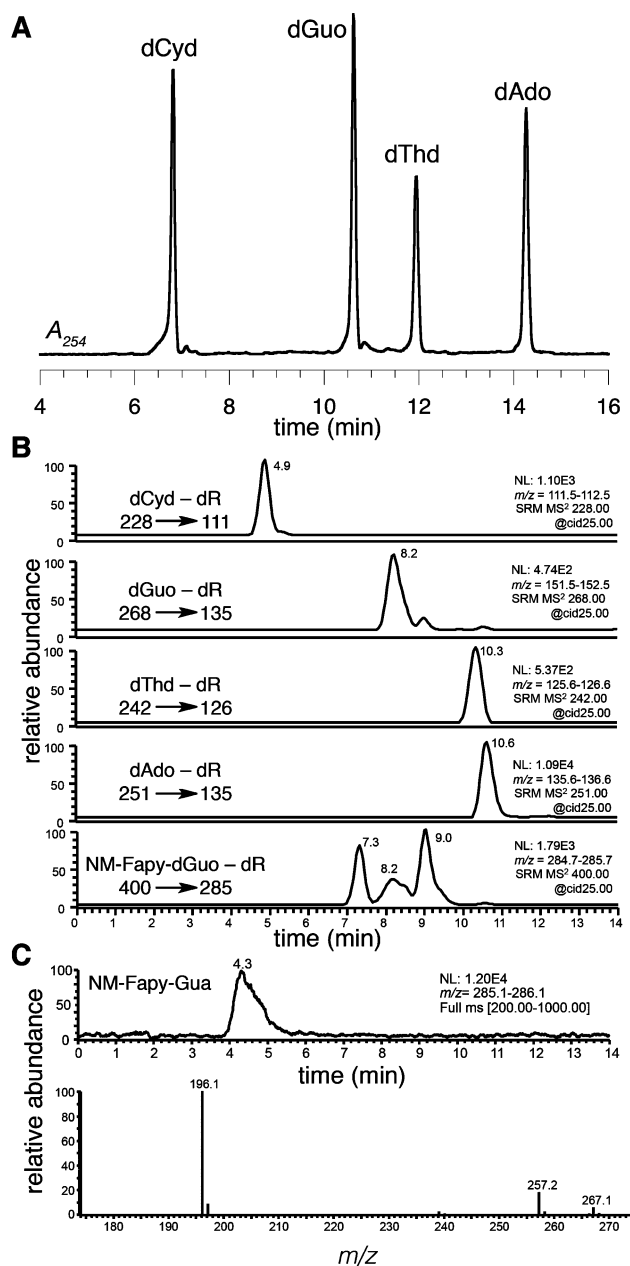 A
dCyd
dGuo
dThd
dAdo
A254
4 6 8 10 12 14 16
time (min)
B
relative abundance
100
50
0
4.9
dCyd – dR
228 → 111
NL: 1.10E3
m/z = 111.5-112.5
SRM MS² 228.00
@cid25.00
100
50
0
8.2
dGuo – dR
268 → 135
NL: 4.74E2
m/z = 151.5-152.5
SRM MS² 268.00
@cid25.00
100
50
0
10.3
dThd – dR
242 → 126
NL: 5.37E2
m/z = 125.6-126.6
SRM MS² 242.00
@cid25.00
100
50
0
10.6
dAdo – dR
251 → 135
NL: 1.09E4
m/z = 135.6-136.6
SRM MS² 251.00
@cid25.00
100
50
0
7.3
8.2
9.0
NM-Fapy-dGuo – dR
400 → 285
NL: 1.79E3
m/z = 284.7-285.7
SRM MS² 400.00
@cid25.00
0 1 2 3 4 5 6 7 8 9 10 11 12 13 14
time (min)
C
relative abundance
100
50
0
NM-Fapy-Gua
4.3
NL: 1.20E4
m/z= 285.1-286.1
Full ms [200.00-1000.00]
0 1 2 3 4 5 6 7 8 9 10 11 12 13 14
time (min)
100
80
60
40
20
0
196.1
257.2
267.1
180 190 200 210 220 230 240 250 260 270
m/z